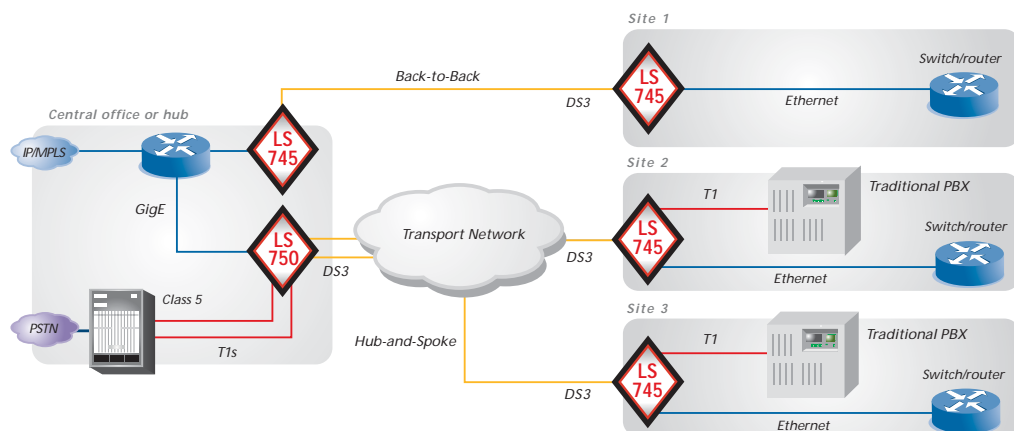 Site 1
Switch/router
Back-to-Back
LS
745
DS3
Ethernet
Central office or hub
LS
745
IP/MPLS
GigE
Site 2
T1
Traditional PBX
LS
745
Switch/router
Transport Network
LS
750
DS3
DS3
Ethernet
Class 5
PSTN
T1s
Hub-and-Spoke
Site 3
T1
Traditional PBX
LS
745
Switch/router
DS3
Ethernet